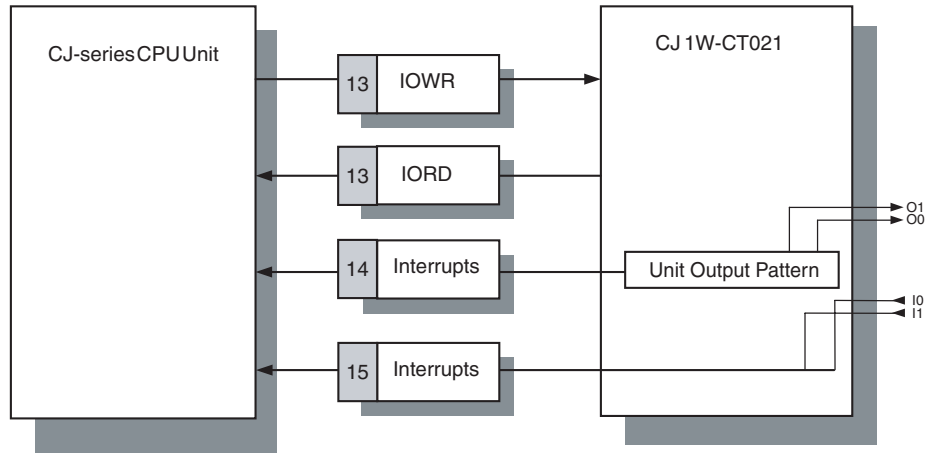 CJ-series CPU Unit
CJ1W-CT021
13 IOWR
13 IORD
O1
O0
14 Interrupts
Unit Output Pattern
I0
I1
15 Interrupts